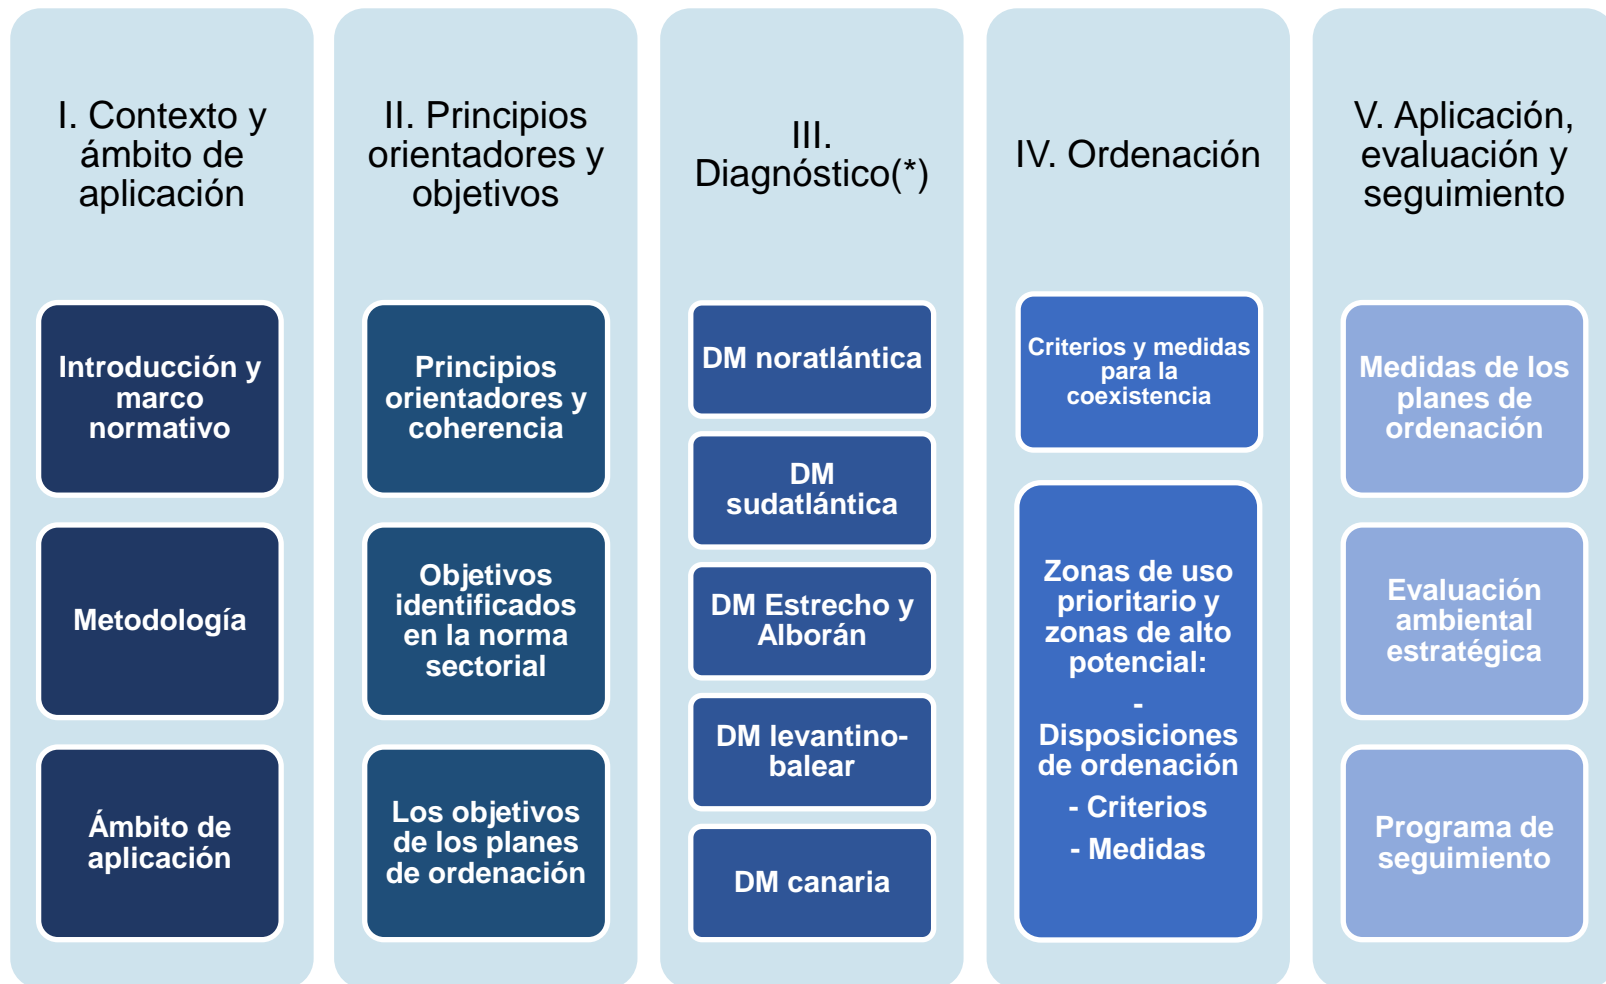 I. Contexto y
ámbito de
aplicación
Introducción y
marco
normativo
Metodología
Ámbito de
aplicación
II. Principios
orientadores y
objetivos
Principios
orientadores y
coherencia
Objetivos
identificados
en la norma
sectorial
Los objetivos
de los planes
de ordenación
III.
Diagnóstico(*)
DM noratlántica
DM
sudatlántica
DM Estrecho y
Alborán
DM levantino-
balear
DM canaria
IV. Ordenación
Criterios y medidas
para la
coexistencia
Zonas de uso
prioritario y
zonas de alto
potencial:
-
Disposiciones
de ordenación
- Criterios
- Medidas
V. Aplicación,
evaluación y
seguimiento
Medidas de los
planes de
ordenación
Evaluación
ambiental
estratégica
Programa de
seguimiento